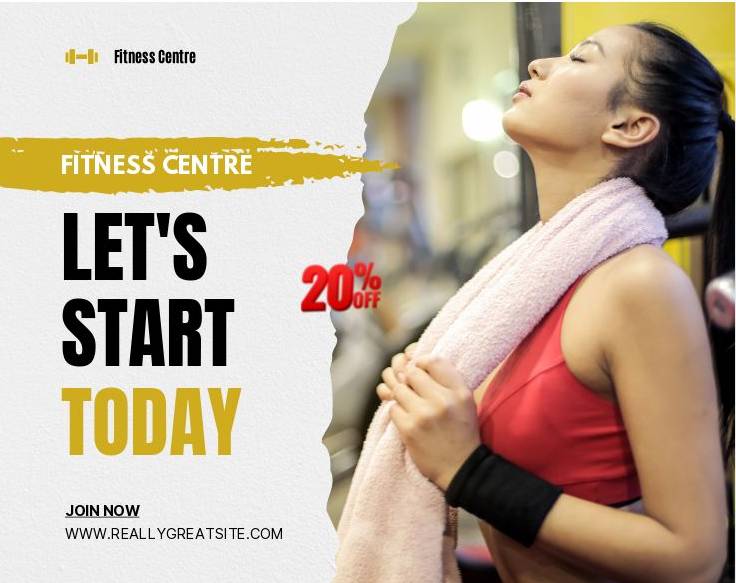 Fitness Centre
FITNESS CENTRE
LET'S
START
20% OFF
TODAY
JOIN NOW
WWW.REALLYGREATSITE.COM